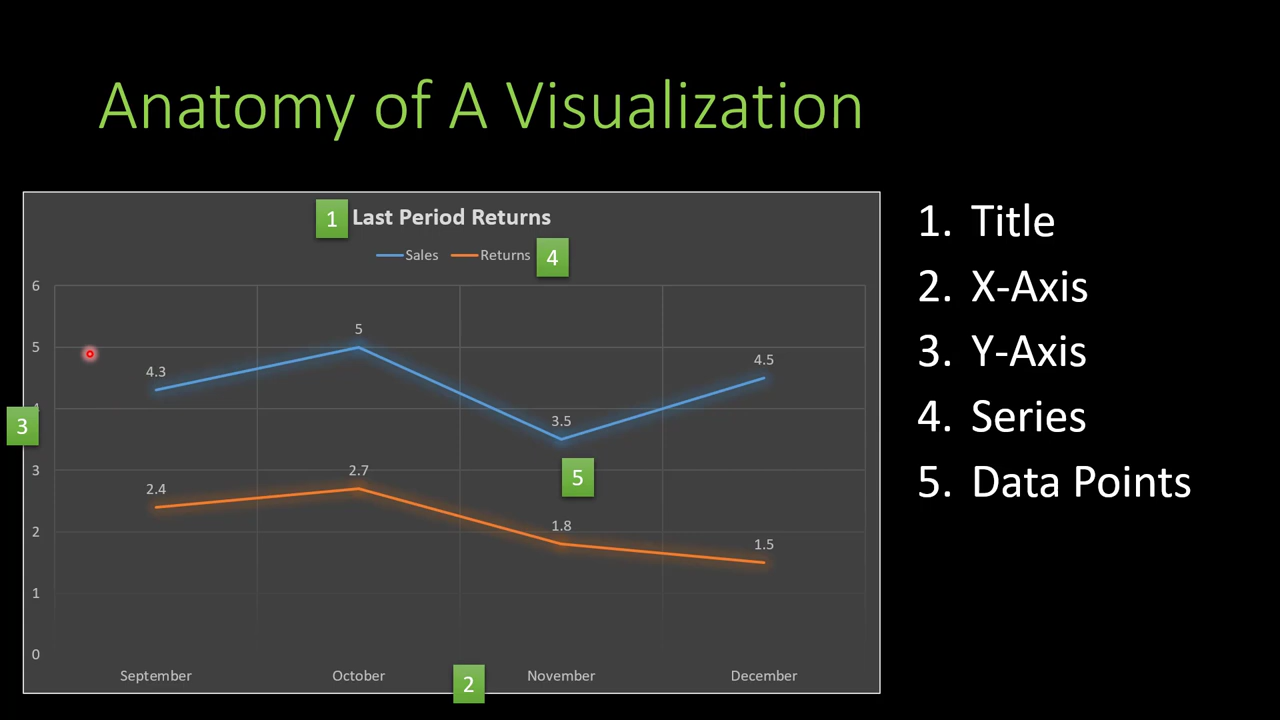 Anatomy of A Visualization
1 Last Period Returns
Sales Returns 4
6
5
3
3
2
1
0
4.3
5
3.5
4.5
5
2.4
2.7
1.8
1.5
September October November December
2
1. Title
2. X-Axis
3. Y-Axis
4. Series
5. Data Points